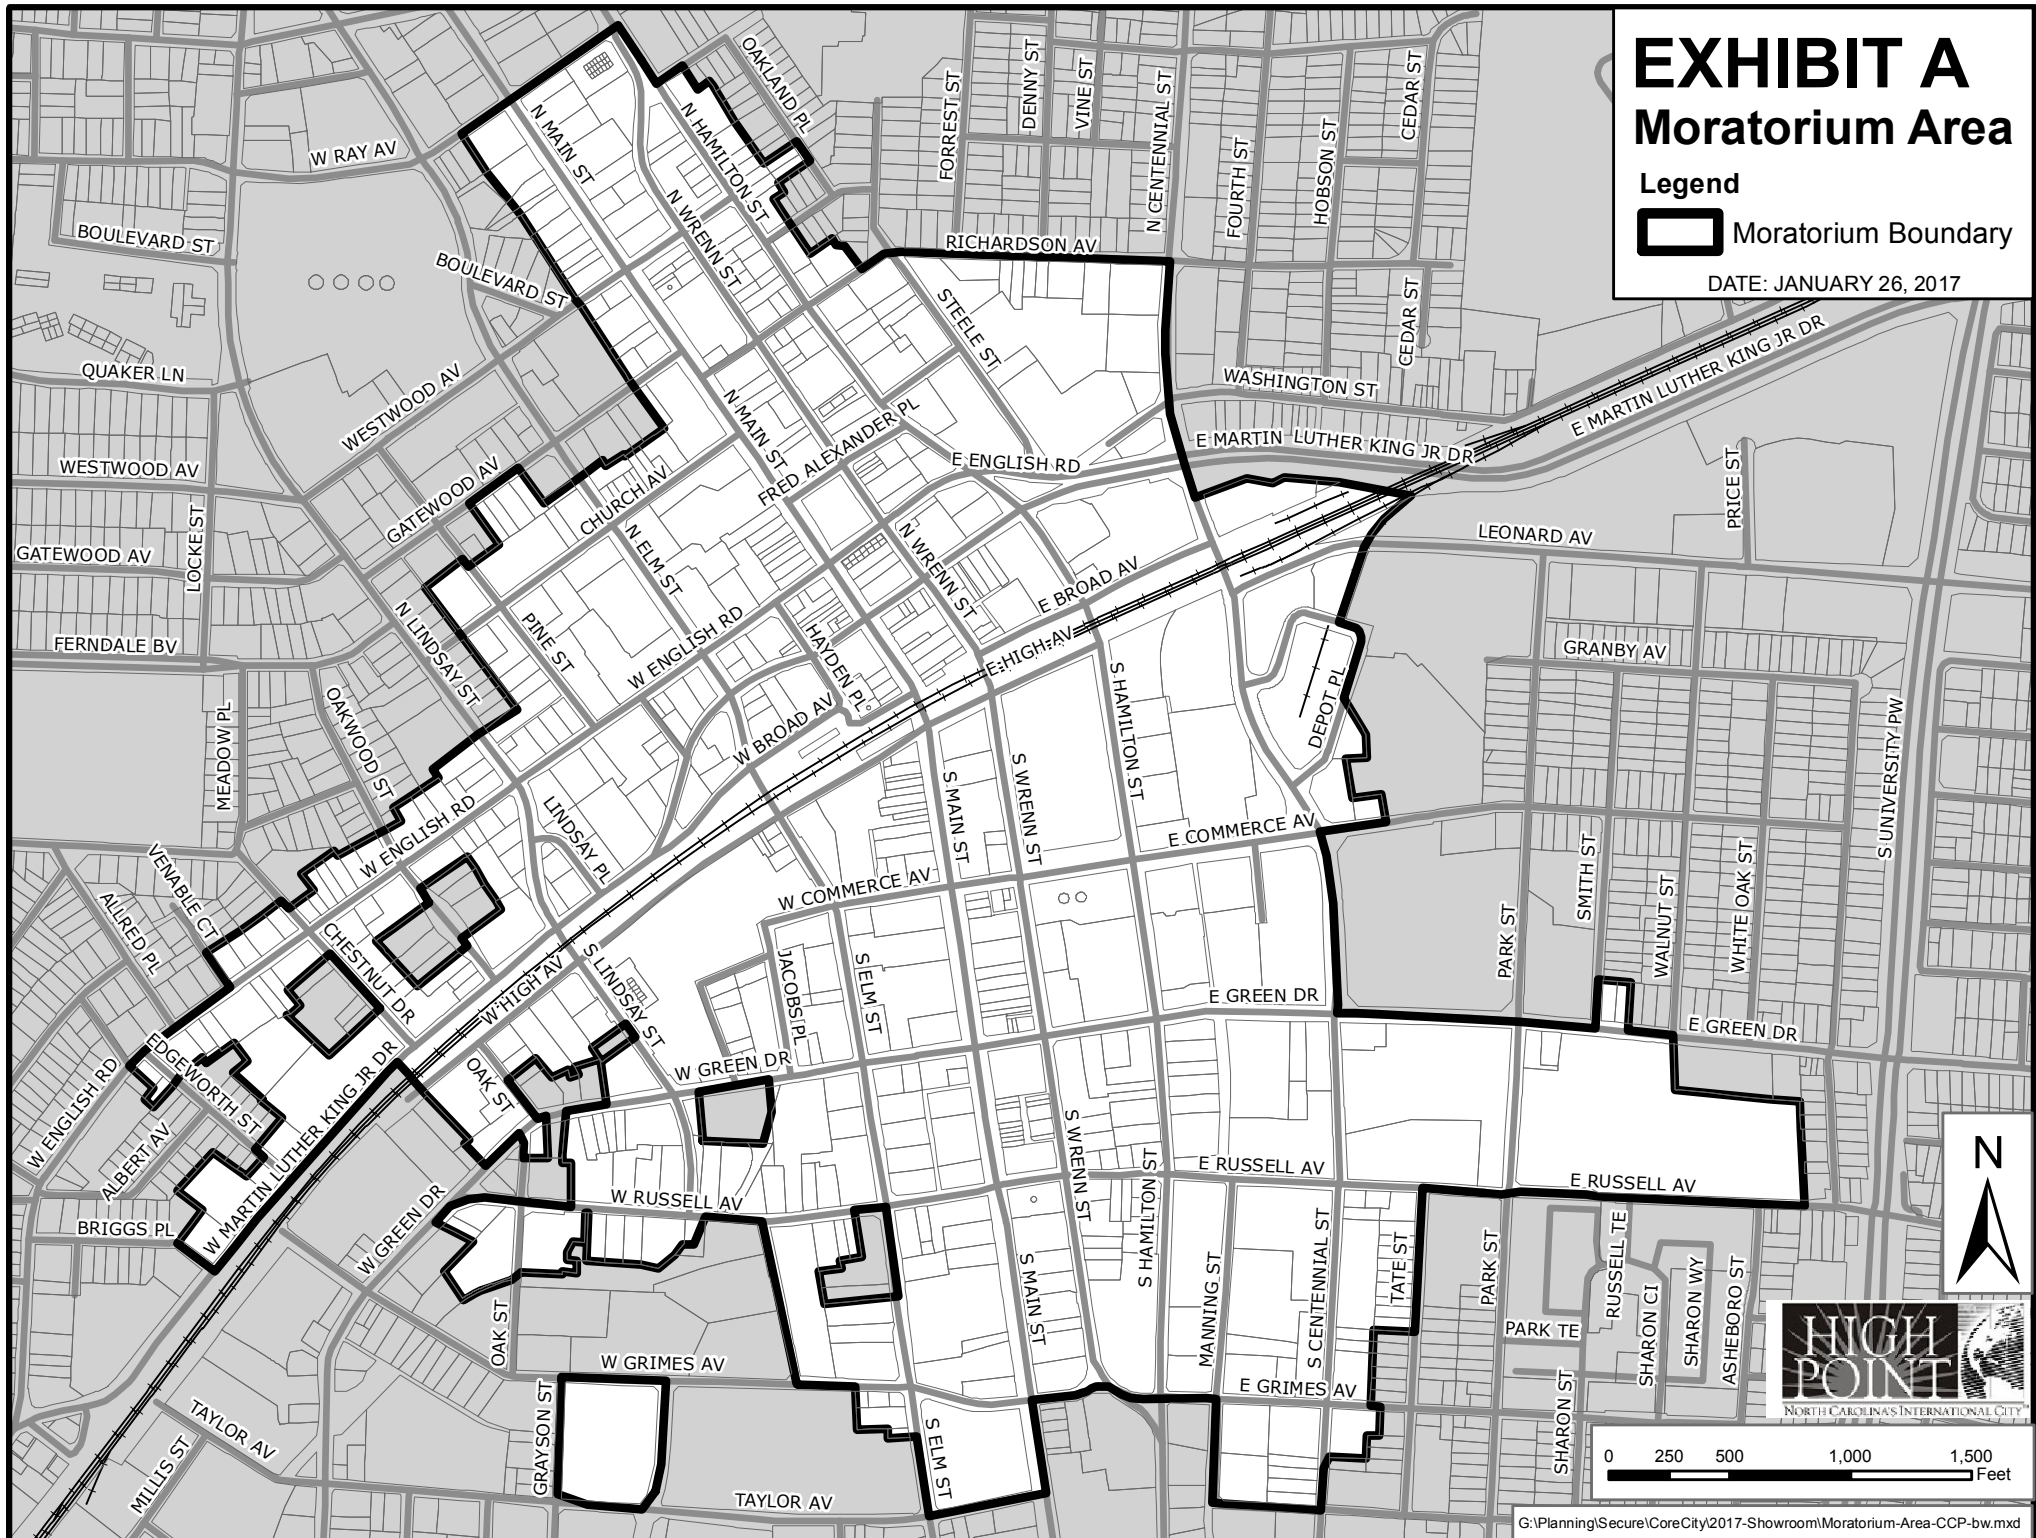 EXHIBIT A
Moratorium Area
Legend
Moratorium Boundary
DATE: JANUARY 26, 2017
OAKLAND PL
FORREST ST
DENNY ST
VINE ST
N CENTENNIAL ST
FOURTH ST
HOBSON ST
CEDAR ST
N MAIN ST
N HAMILTON ST
W RAY AV
N WRENN ST
BOULEVARD ST
BOULEVARD ST
RICHARDSON AV
STEELE ST
CEDAR ST
E MARTIN LUTHER KING JR DR
QUAKER LN
WESTWOOD AV
WASHINGTON ST
N MAIN ST
FRED ALEXANDER PL
E ENGLISH RD
E MARTIN LUTHER KING JR DR
WESTWOOD AV
GATEWOOD AV
CHURCH AV
PRICE ST
LEONARD AV
LOCKE ST
GATEWOOD AV
N ELM ST
N WRENN ST
E BROAD AV
N LINDSAY ST
PINE ST
W ENGLISH RD
HAYDEN PL
E HIGH AV
FERNDALE BV
GRANBY AV
MEADOW PL
OAKWOOD ST
W BROAD AV
S HAMILTON ST
DEPOT PL
S UNIVERSITY PW
S MAIN ST
S WRENN ST
LINDSAY PL
W ENGLISH RD
E COMMERCE AV
W COMMERCE AV
VENABLE CT
ALLRED PL
CHESTNUT DR
SMITH ST
WALNUT ST
WHITE OAK ST
PARK ST
W HIGH AV
S LINDSAY ST
JACOBS PL
S ELM ST
E GREEN DR
E GREEN DR
EDGEWORTH ST
W ENGLISH RD
OAK ST
W GREEN DR
W MARTIN LUTHER KING JR DR
ALBERT AV
S WRENN ST
S HAMILTON ST
E RUSSELL AV
E RUSSELL AV
N
BRIGGS PL
W GREEN DR
W RUSSELL AV
S MAIN ST
MANNING ST
S CENTENNIAL ST
TATE ST
PARK ST
RUSSELL TE
SHARON CI
SHARON WY
ASHEBORO ST
PARK TE
OAK ST
W GRIMES AV
E GRIMES AV
SHARON ST
TAYLOR AV
MILLIS ST
GRAYSON ST
TAYLOR AV
S ELM ST
HIGH
POINT
NORTH CAROLINA'S INTERNATIONAL CITY
0 250 500 1,000 1,500
Feet
G:\Planning\Secure\CoreCity\2017-Showroom\Moratorium-Area-CCP-bw.mxd